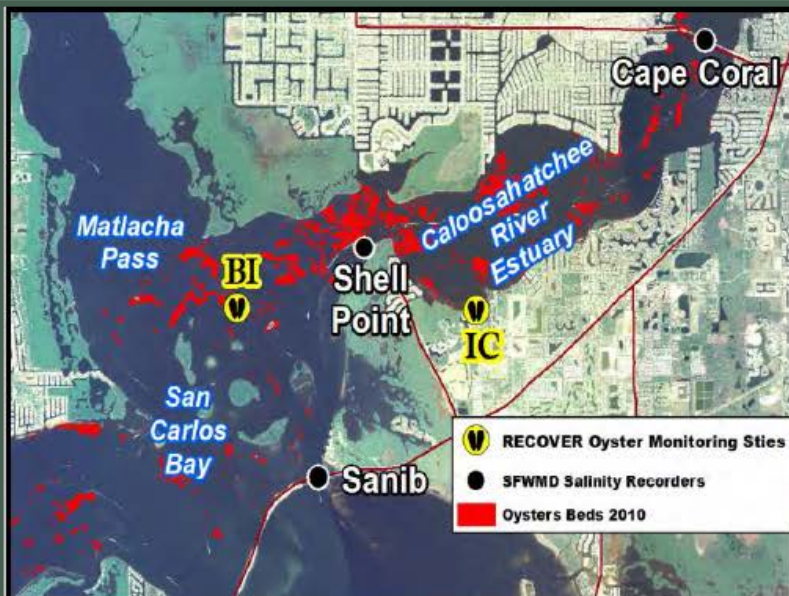 Cape Coral
Caloosahatchee
River
Estuary
Matlacha
Pass
BI
Shell
Point
IC
San
Carlos
Bay
Sanib
RECOVER Oyster Monitoring Sties
SFWMD Salinity Recorders
Oysters Beds 2010